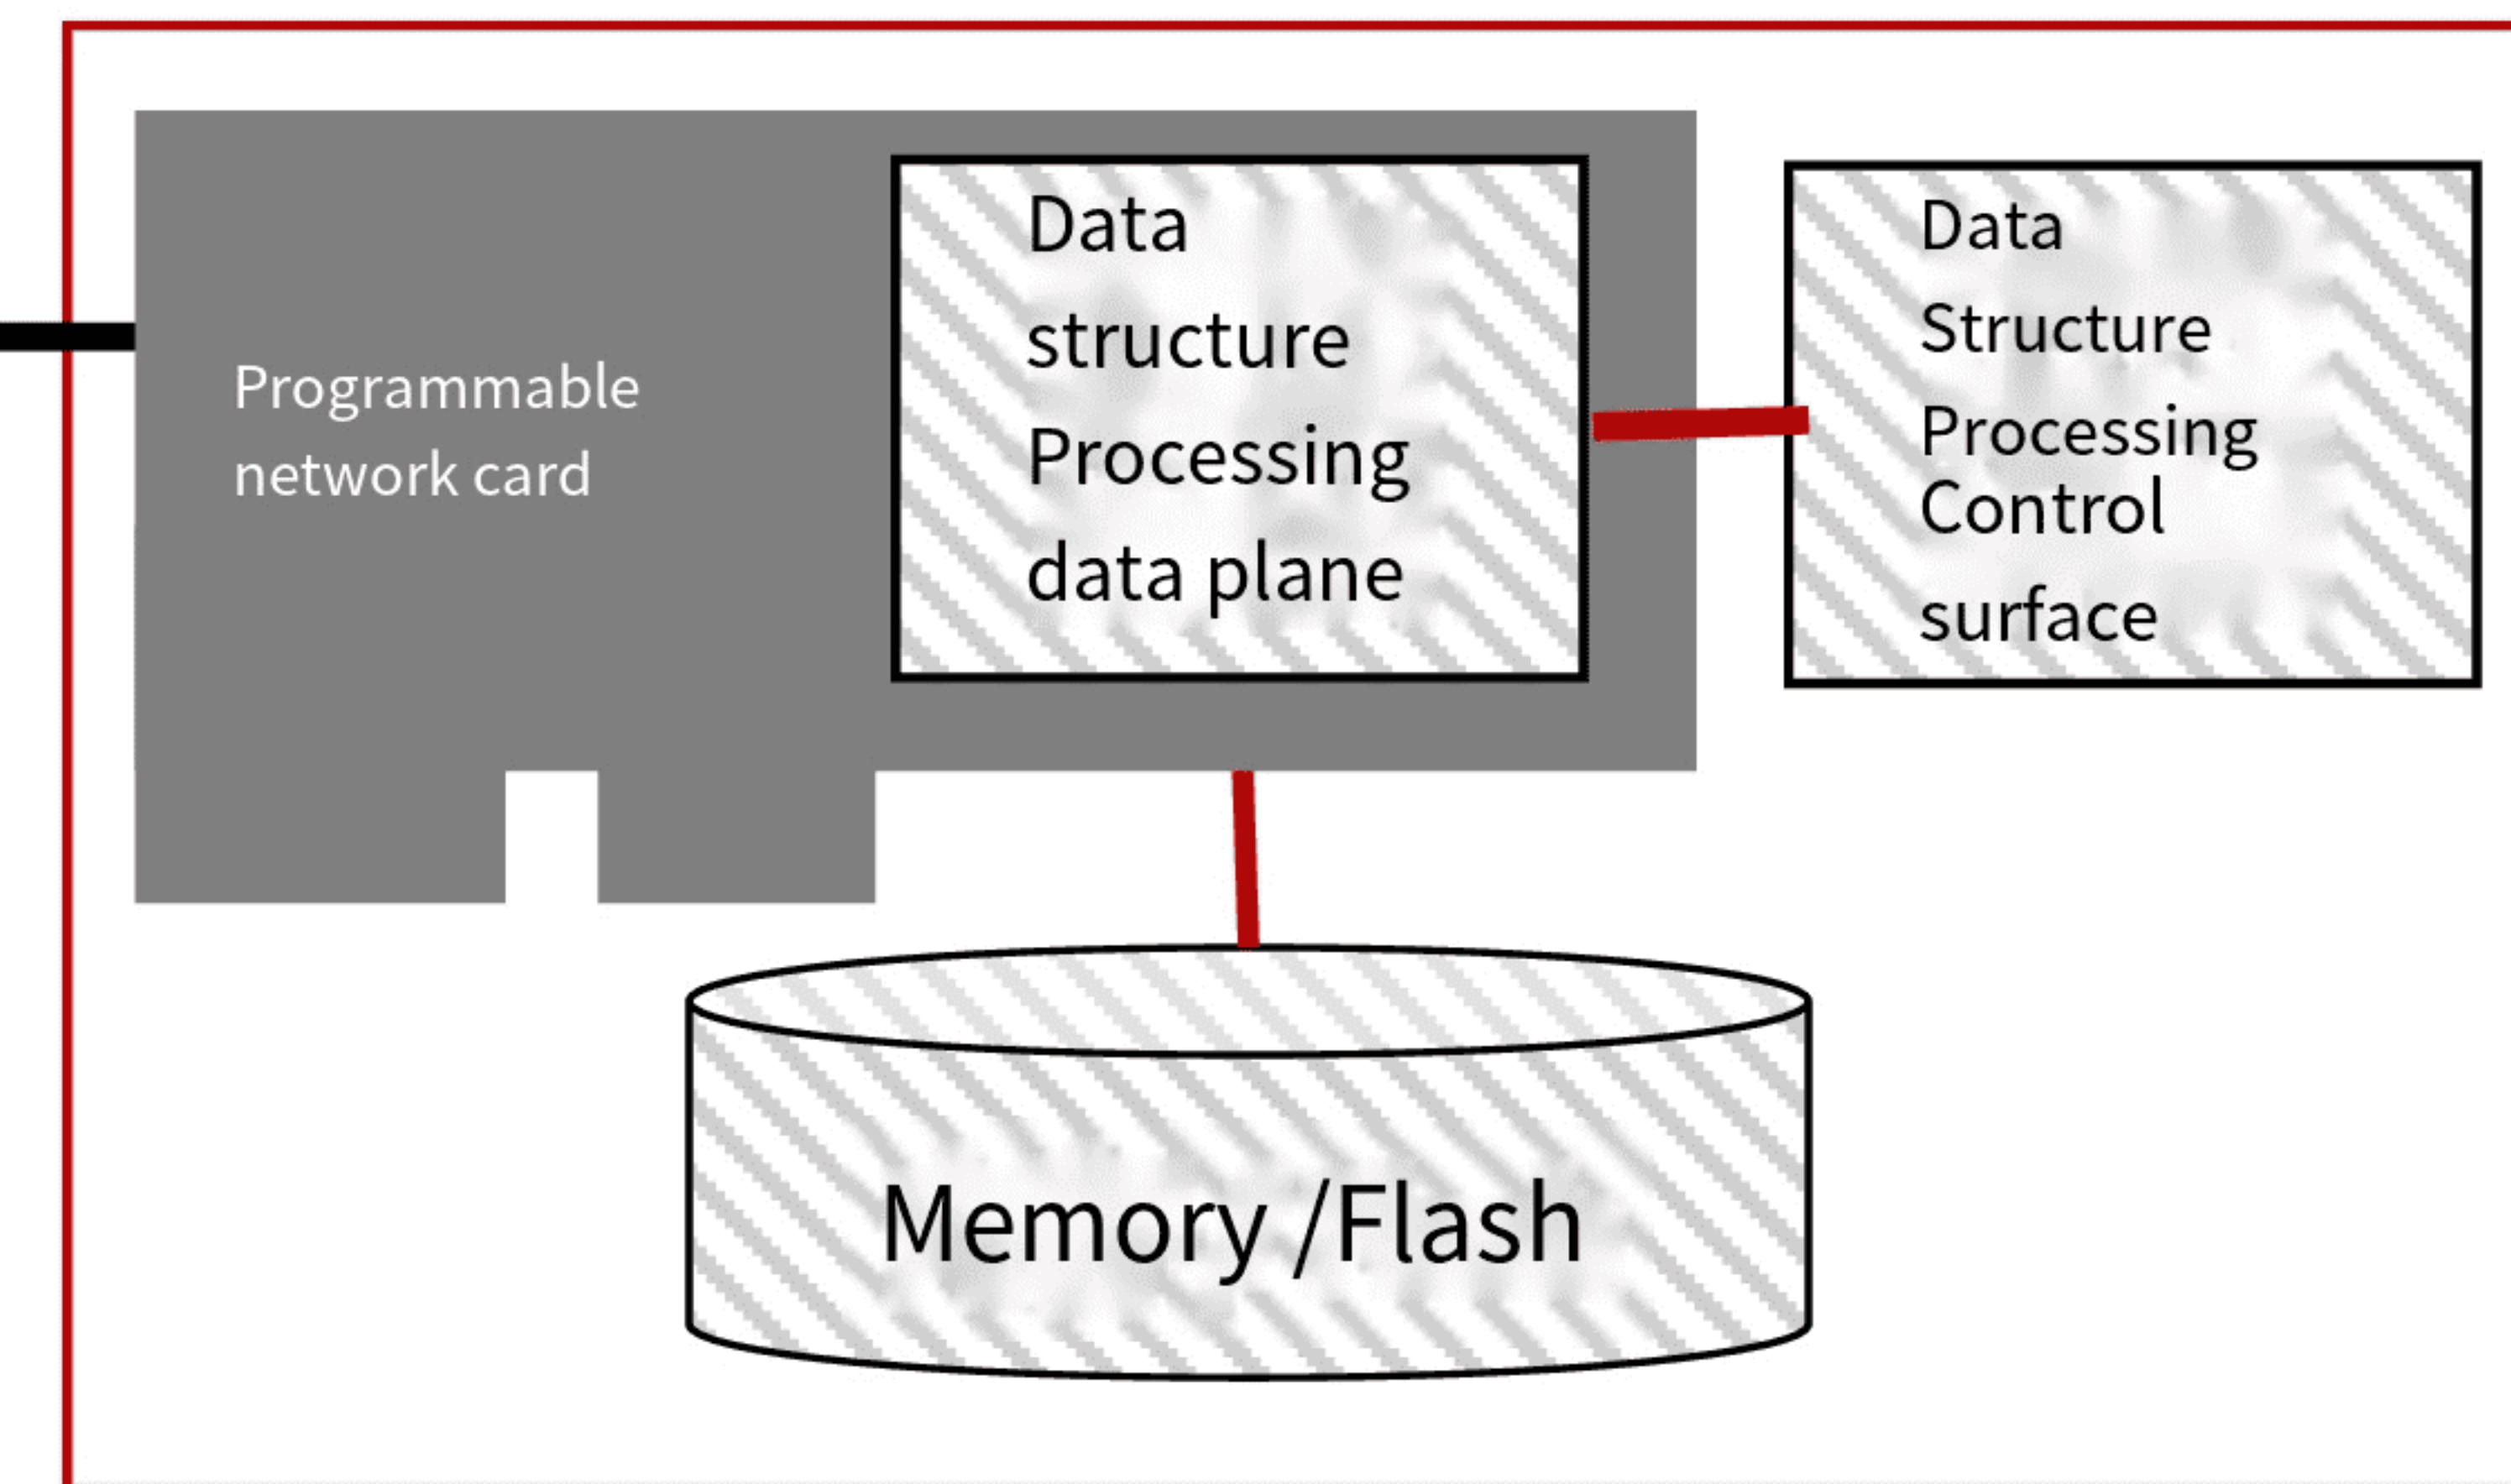 Programmable
network card
Data
structure
Processing
data plane
Data
Structure
Processing
Control
surface
Memory /Flash